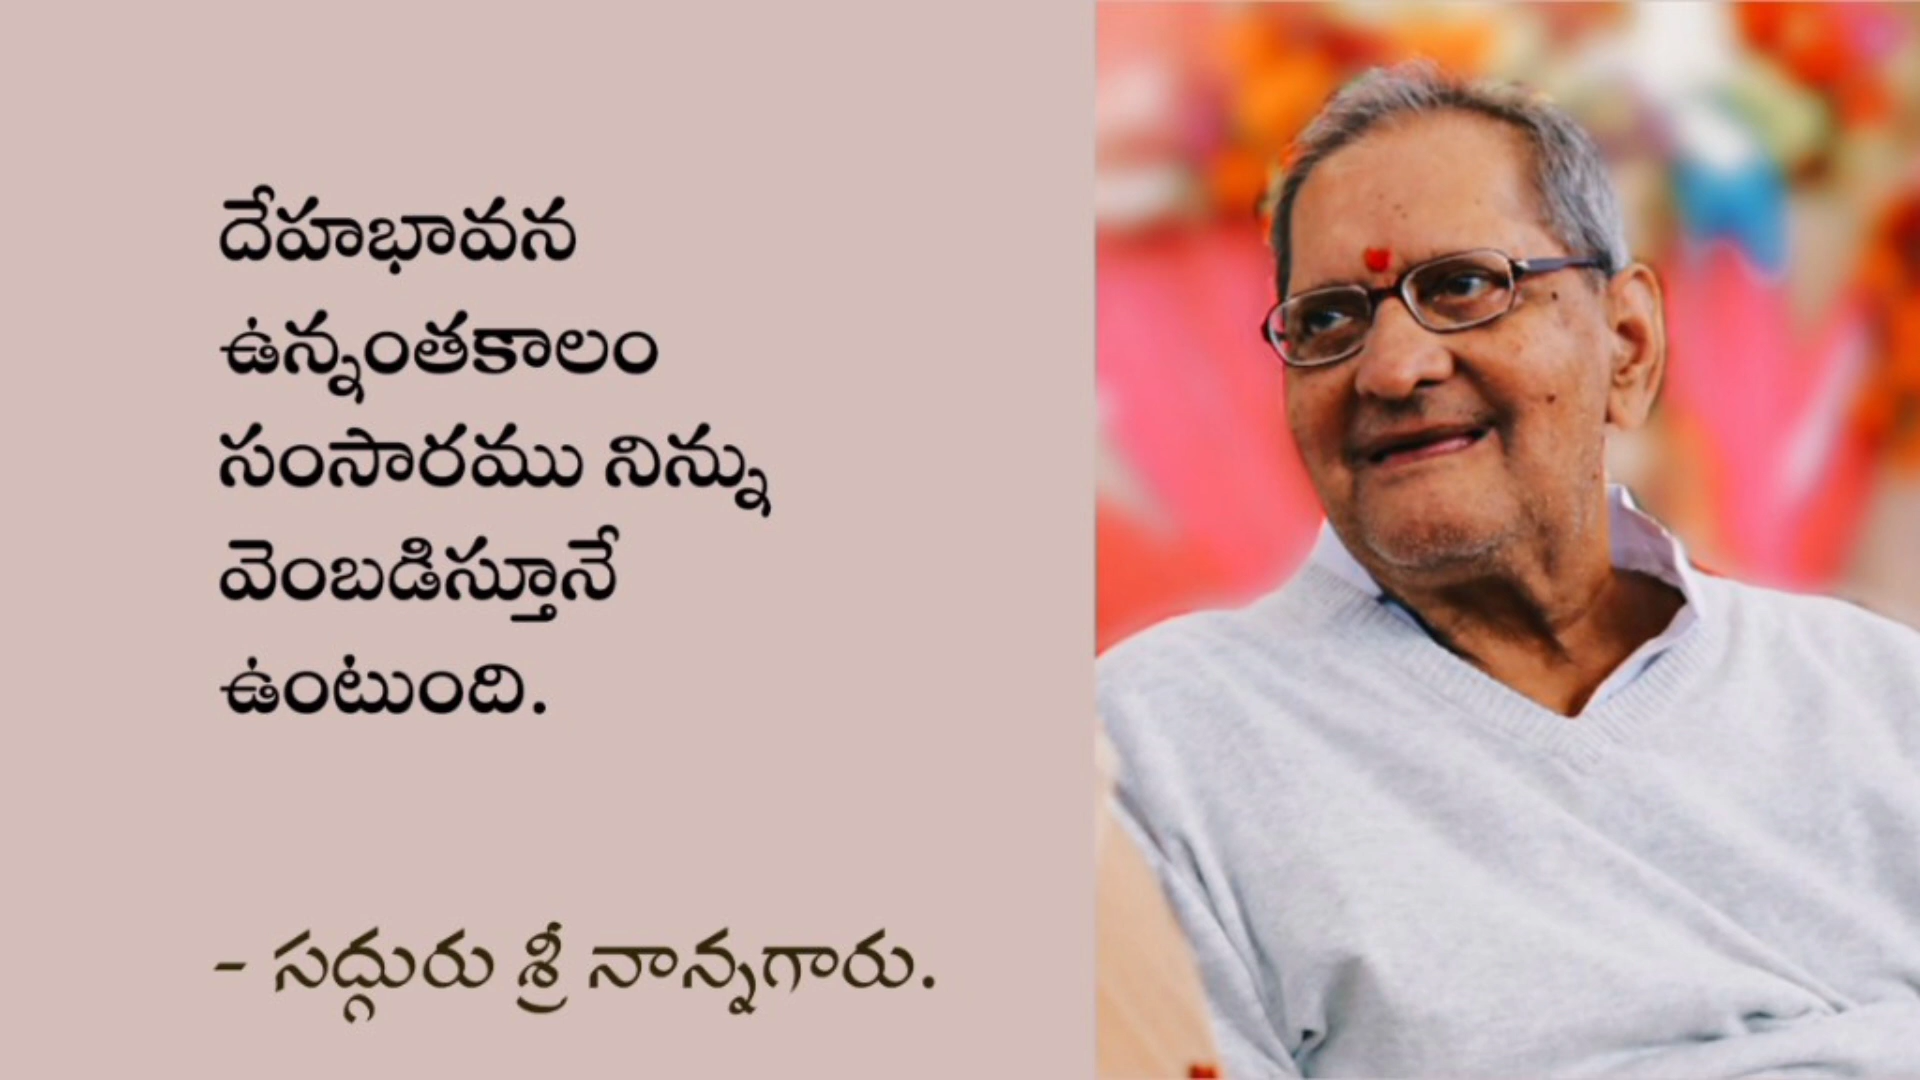 దేహభావన
ఉన్నంతకాలం
సంసారము నిన్ను
వెంబడిస్తూనే
ఉంటుంది.
- సద్గురు శ్రీ నాన్నగారు.